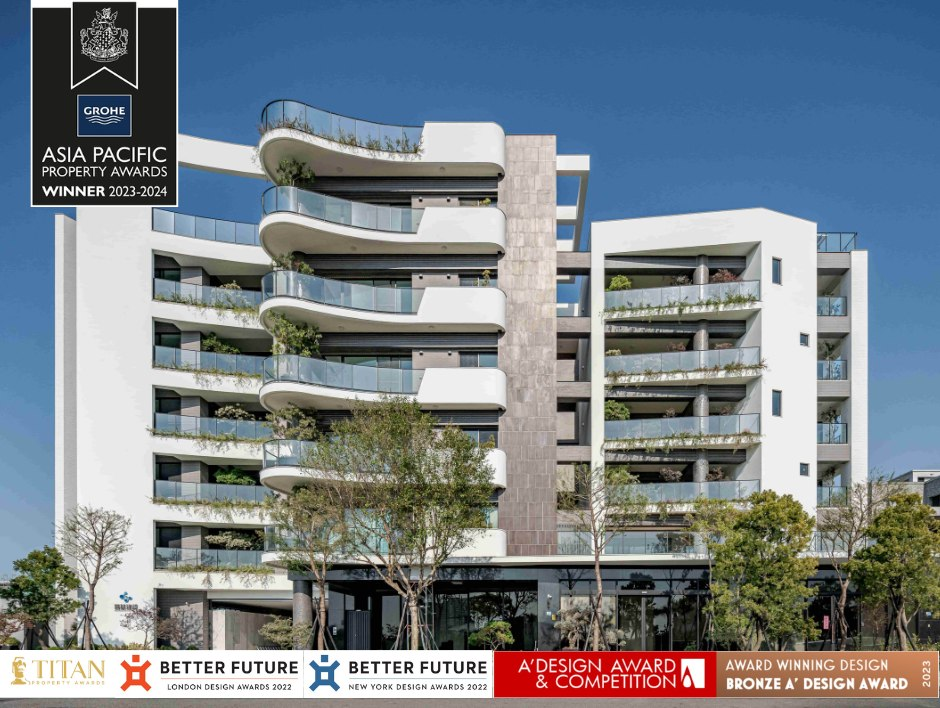 GROHE
ASIA PACIFIC
PROPERTY AWARDS
WINNER 2023-2024
TITAN
PROPERTY AWARDS
BETTER FUTURE
LONDON DESIGN AWARDS 2022
BETTER FUTURE
NEW YORK DESIGN AWARDS 2022
A'DESIGN AWARD
& COMPETITION
A
AWARD WINNING DESIGN
BRONZE A' DESIGN AWARD
2023